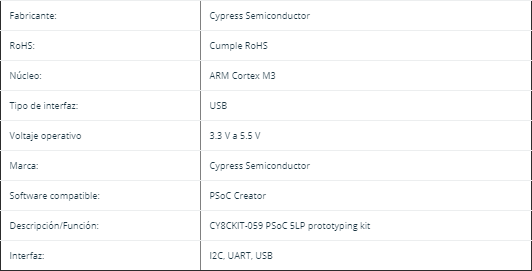 Fabricante: Cypress Semiconductor
RoHS: Cumple RoHS
Núcleo: ARM Cortex M3
Tipo de interfaz: USB
Voltaje operativo 3.3 V a 5.5 V
Marca: Cypress Semiconductor
Software compatible: PSoC Creator
Descripción/Función: CY8CKIT-059 PSoC 5LP prototyping kit
Interfaz: I2C, UART, USB